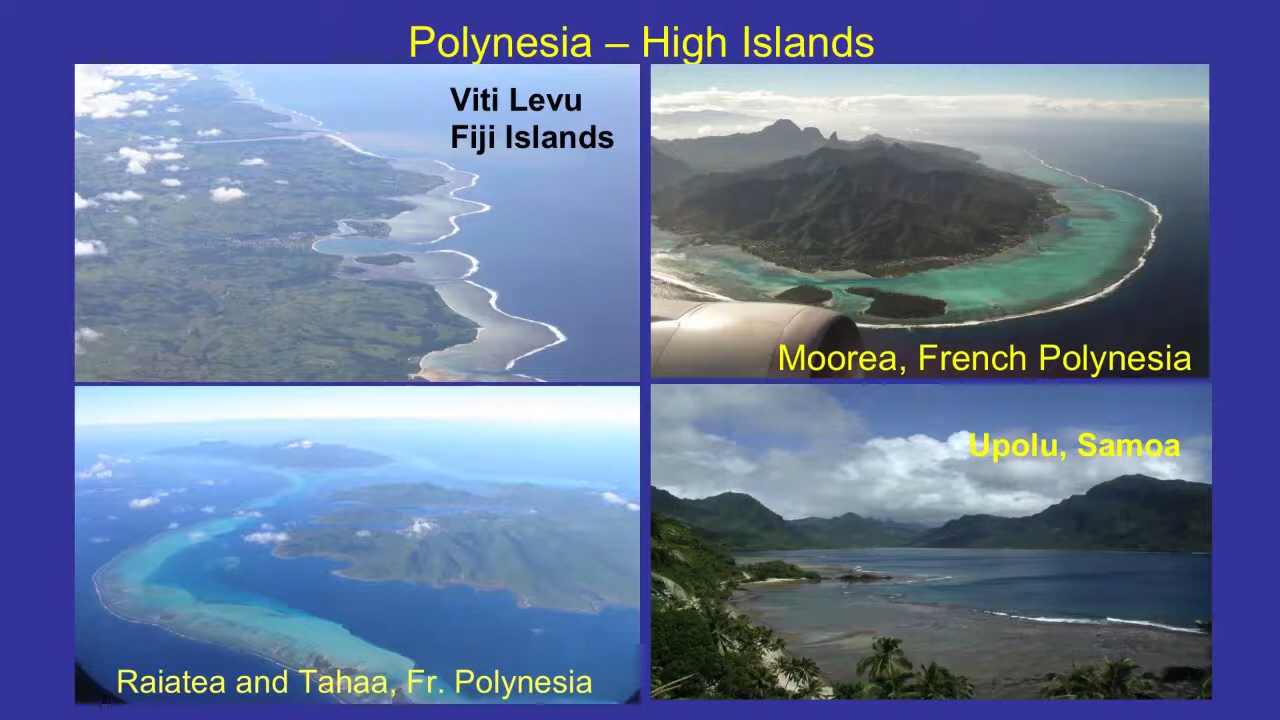 Polynesia – High Islands
Viti Levu
Fiji Islands
Moorea, French Polynesia
Upolu, Samoa
Raiatea and Tahaa, Fr. Polynesia